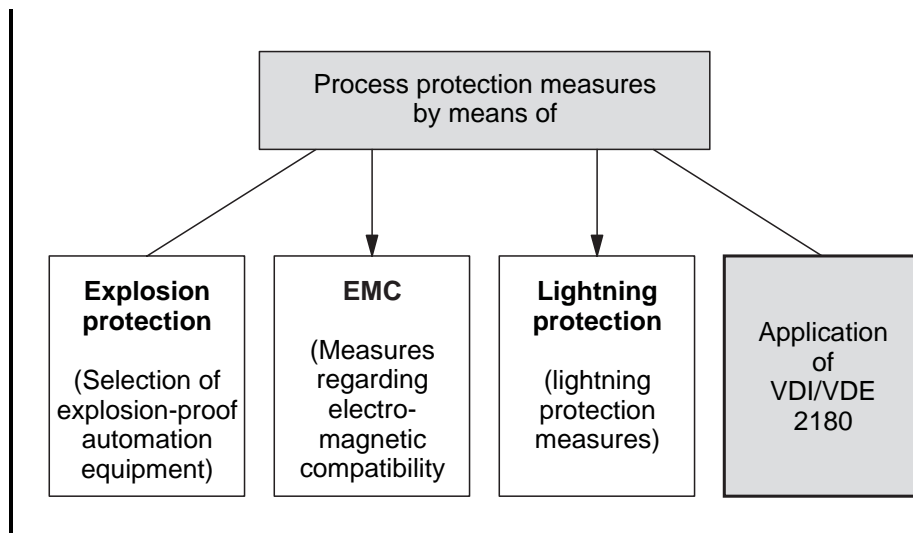 Process protection measures
by means of
Explosion
protection
(Selection of
explosion-proof
automation
equipment)
EMC
(Measures
regarding
electro-
magnetic
compatibility
Lightning
protection
(lightning
protection
measures)
Application
of
VDI/VDE
2180